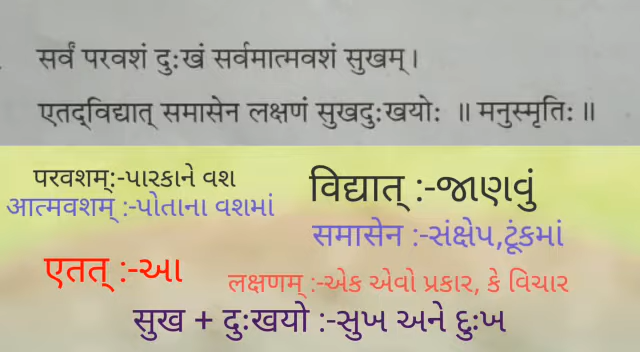 सर्वं परवशं दुःखं सर्वमात्मवशं सुखम् ।
एतद्विद्यात् समासेन लक्षणं सुखदुःखयोः ॥ मनुस्मृतिः ॥
परवशम्:-પારકાને વશ
विद्यात् :-જાણવું
आत्मवशम् :-પોતાના વશમાં
समासेन :-સંક્ષેપ,ટૂંકમાં
एतत् :-આ
लक्षणम् :-એક એવો પ્રકાર, કે વિચાર
सुख + दुःखयो :-સુખ અને દુઃખ